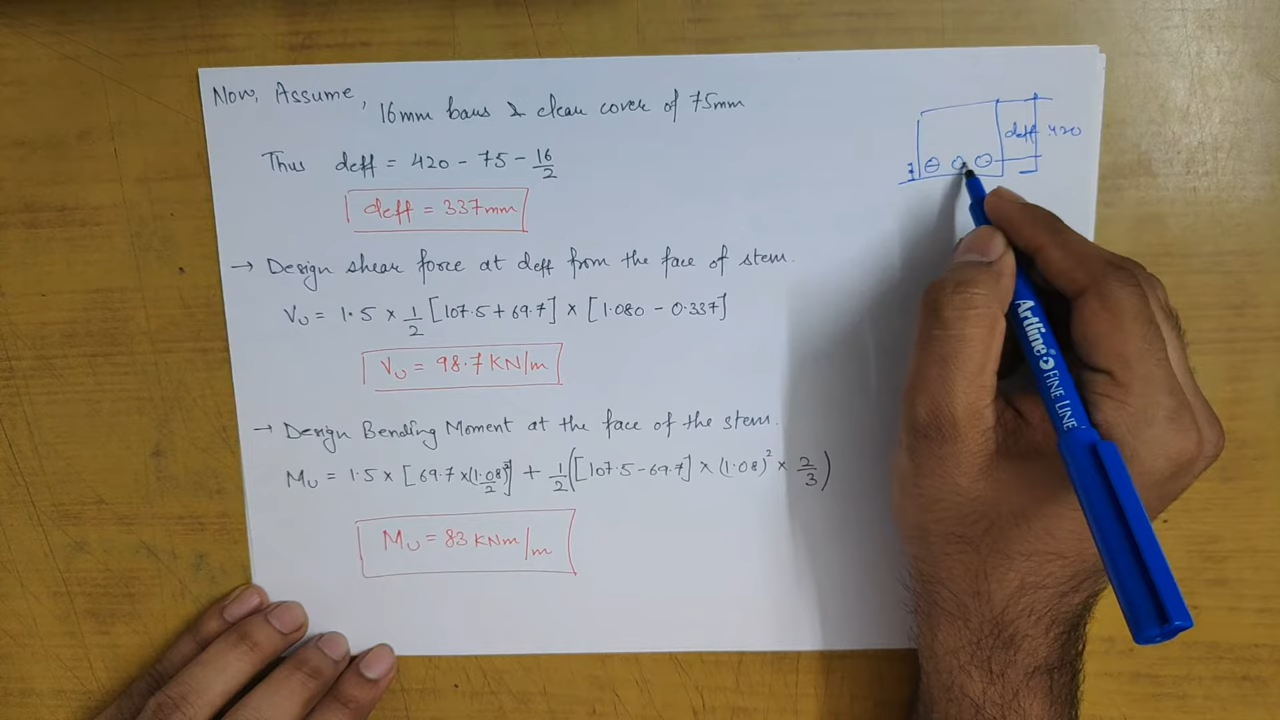 Now, Assume,
16mm bars & clear cover of 75mm
Thus deff = 420 - 75 - 16/2
deff = 337mm
→ Design shear force at deff from the face of stem.
VU = 1.5 × 1/2 [107.5 + 69.7] × [1.080 - 0.337]
VU = 98.7 KN/m
→ Design Bending Moment at the face of the stem.
MU = 1.5 × [69.7 × (1.08)²/2] + 1/2 ([107.5 - 69.7] × (1.08)² × 2/3)
MU = 83 KNm/m
deff 420
Artline FINE LINE